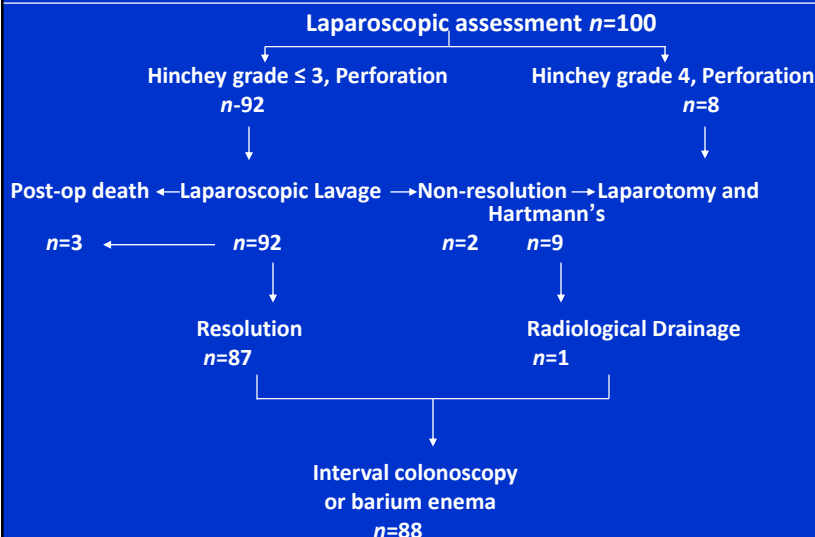 Laparoscopic assessment n=100
Hinchey grade ≤ 3, Perforation
n-92
Hinchey grade 4, Perforation
n=8
Post-op death
Laparoscopic Lavage
Non-resolution
Laparotomy and
Hartmann's
n=3
n=92
n=2
n=9
Resolution
n=87
Radiological Drainage
n=1
Interval colonoscopy
or barium enema
n=88